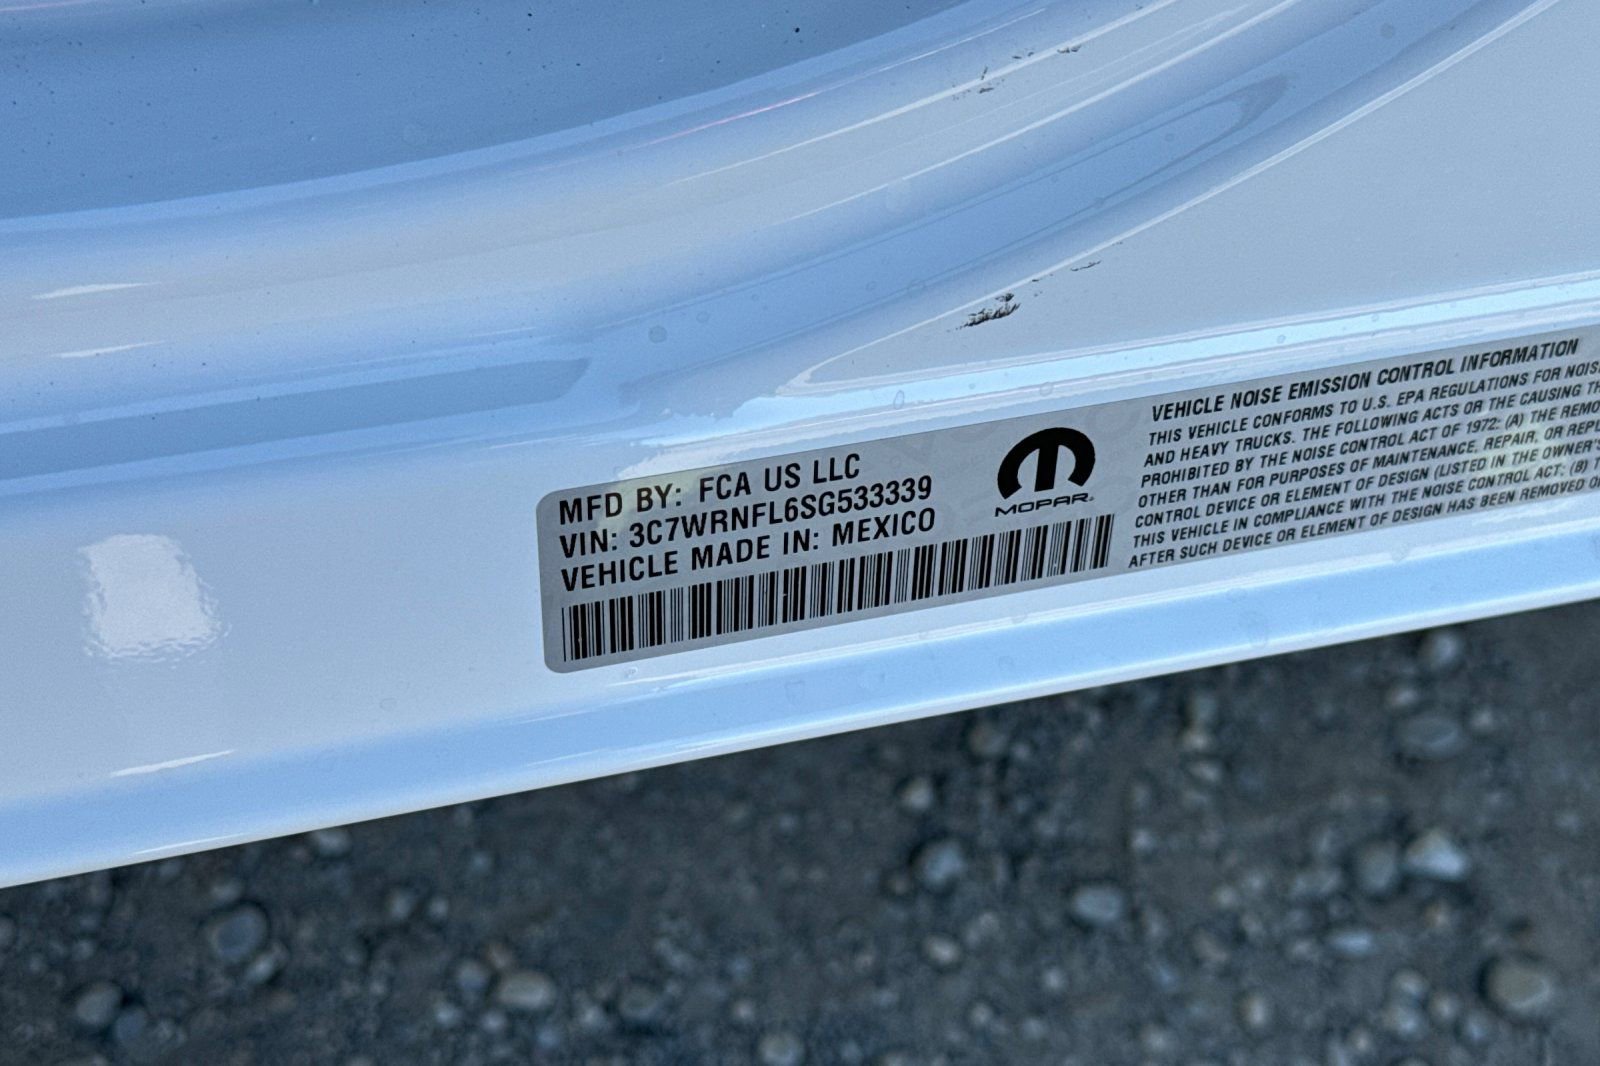 MFD BY: FCA US LLC
VIN: 3C7WRNFL6SG533339
VEHICLE MADE IN: MEXICO
MOPAR
VEHICLE NOISE EMISSION CONTROL INFORMATION
THIS VEHICLE CONFORMS TO U.S. EPA REGULATIONS FOR
AND HEAVY TRUCKS. THE FOLLOWING ACTS OR THE CAUSING
PROHIBITED BY THE NOISE CONTROL ACT OF 1972: (A) THE
OTHER THAN FOR PURPOSES OF MAINTENANCE, REPAIR, OR
CONTROL DEVICE OR ELEMENT OF DESIGN (LISTED IN THE OWNER'S
THIS VEHICLE IN COMPLIANCE WITH THE NOISE CONTROL ACT; (B)
AFTER SUCH DEVICE OR ELEMENT OF DESIGN HAS BEEN REMOVED